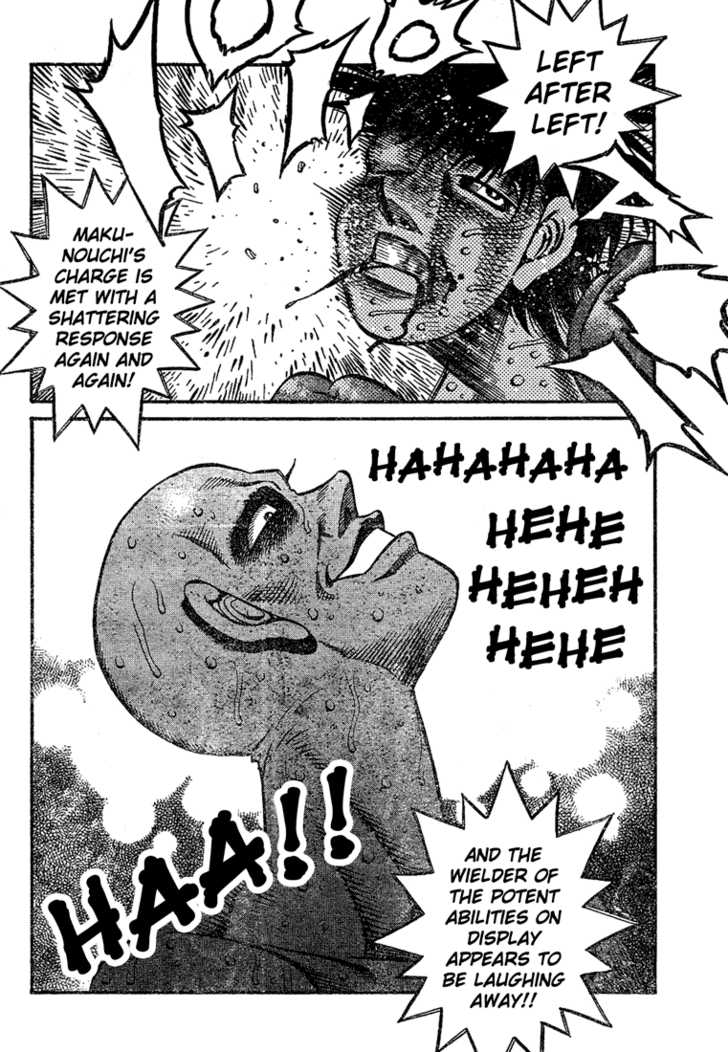 LEFT
AFTER
LEFT!
MAKU-
NOUCHI'S
CHARGE IS
MET WITH A
SHATTERING
RESPONSE
AGAIN AND
AGAIN!
HAHAHAHA
HEHE
HEHEH
HEHE
HAA!!
AND THE
WIELDER OF
THE POTENT
ABILITIES ON
DISPLAY
APPEARS TO
BE LAUGHING
AWAY!!